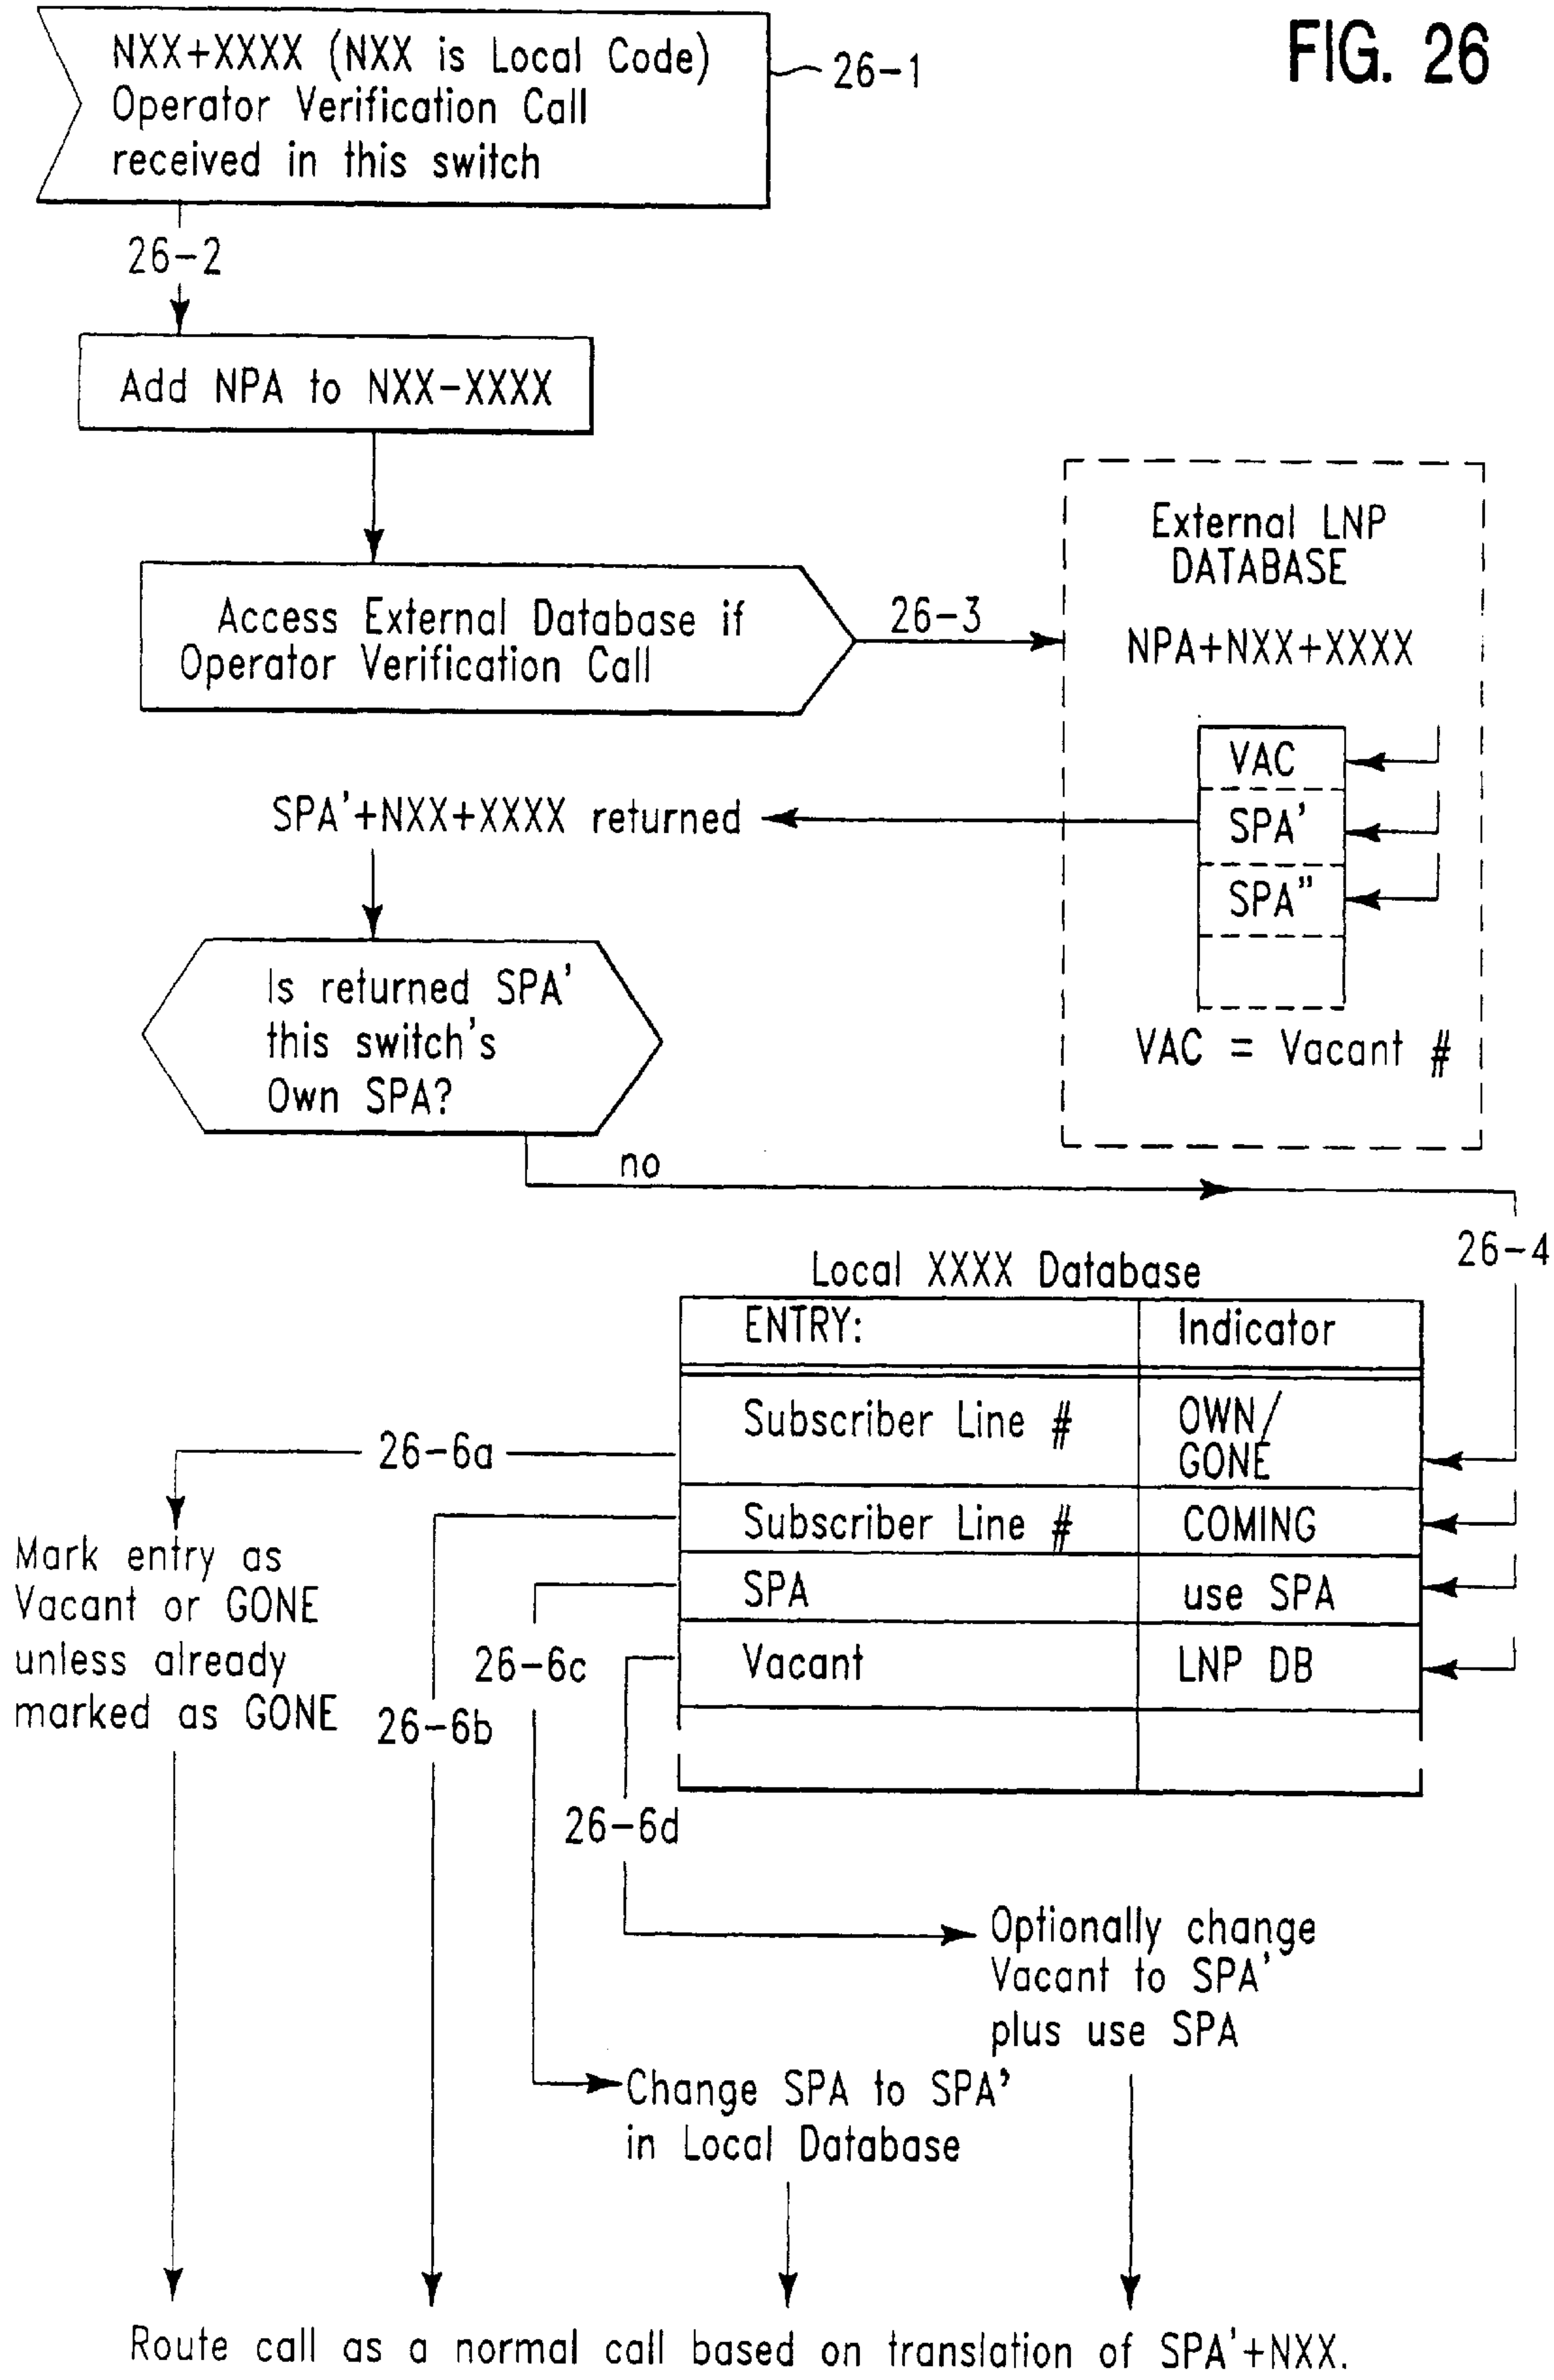 FIG. 26
NXX+XXXX (NXX is Local Code)
Operator Verification Call
received in this switch
26-1
26-2
Add NPA to NXX-XXXX
Access External Database if
Operator Verification Call
26-3
External LNP
DATABASE
NPA+NXX+XXXX
VAC
SPA'
SPA"
VAC = Vacant #
SPA'+NXX+XXXX returned
Is returned SPA'
this switch's
Own SPA?
no
26-4
Local XXXX Database
ENTRY: Indicator
Subscriber Line # OWN/
GONE
Subscriber Line # COMING
SPA use SPA
Vacant LNP DB
26-6a
Mark entry as
Vacant or GONE
unless already
marked as GONE
26-6b
26-6c
26-6d
Optionally change
Vacant to SPA'
plus use SPA
Change SPA to SPA'
in Local Database
Route call as a normal call based on translation of SPA'+NXX.